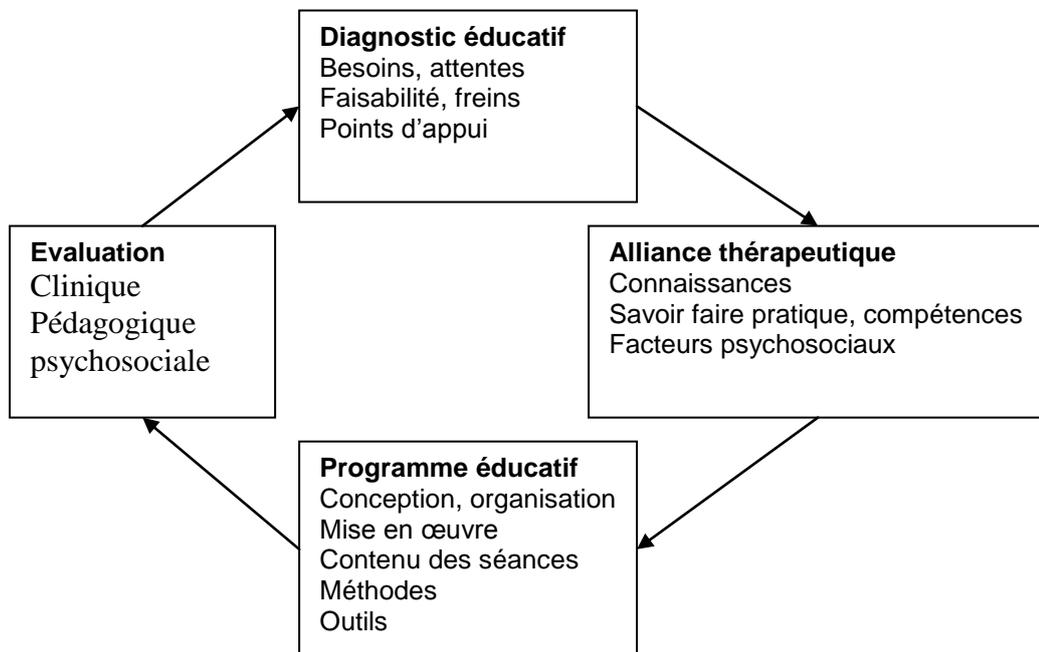 Diagnostic éducatif
Besoins, attentes
Faisabilité, freins
Points d'appui
Evaluation
Clinique
Pédagogique
psychosociale
Alliance thérapeutique
Connaissances
Savoir faire pratique, compétences
Facteurs psychosociaux
Programme éducatif
Conception, organisation
Mise en œuvre
Contenu des séances
Méthodes
Outils